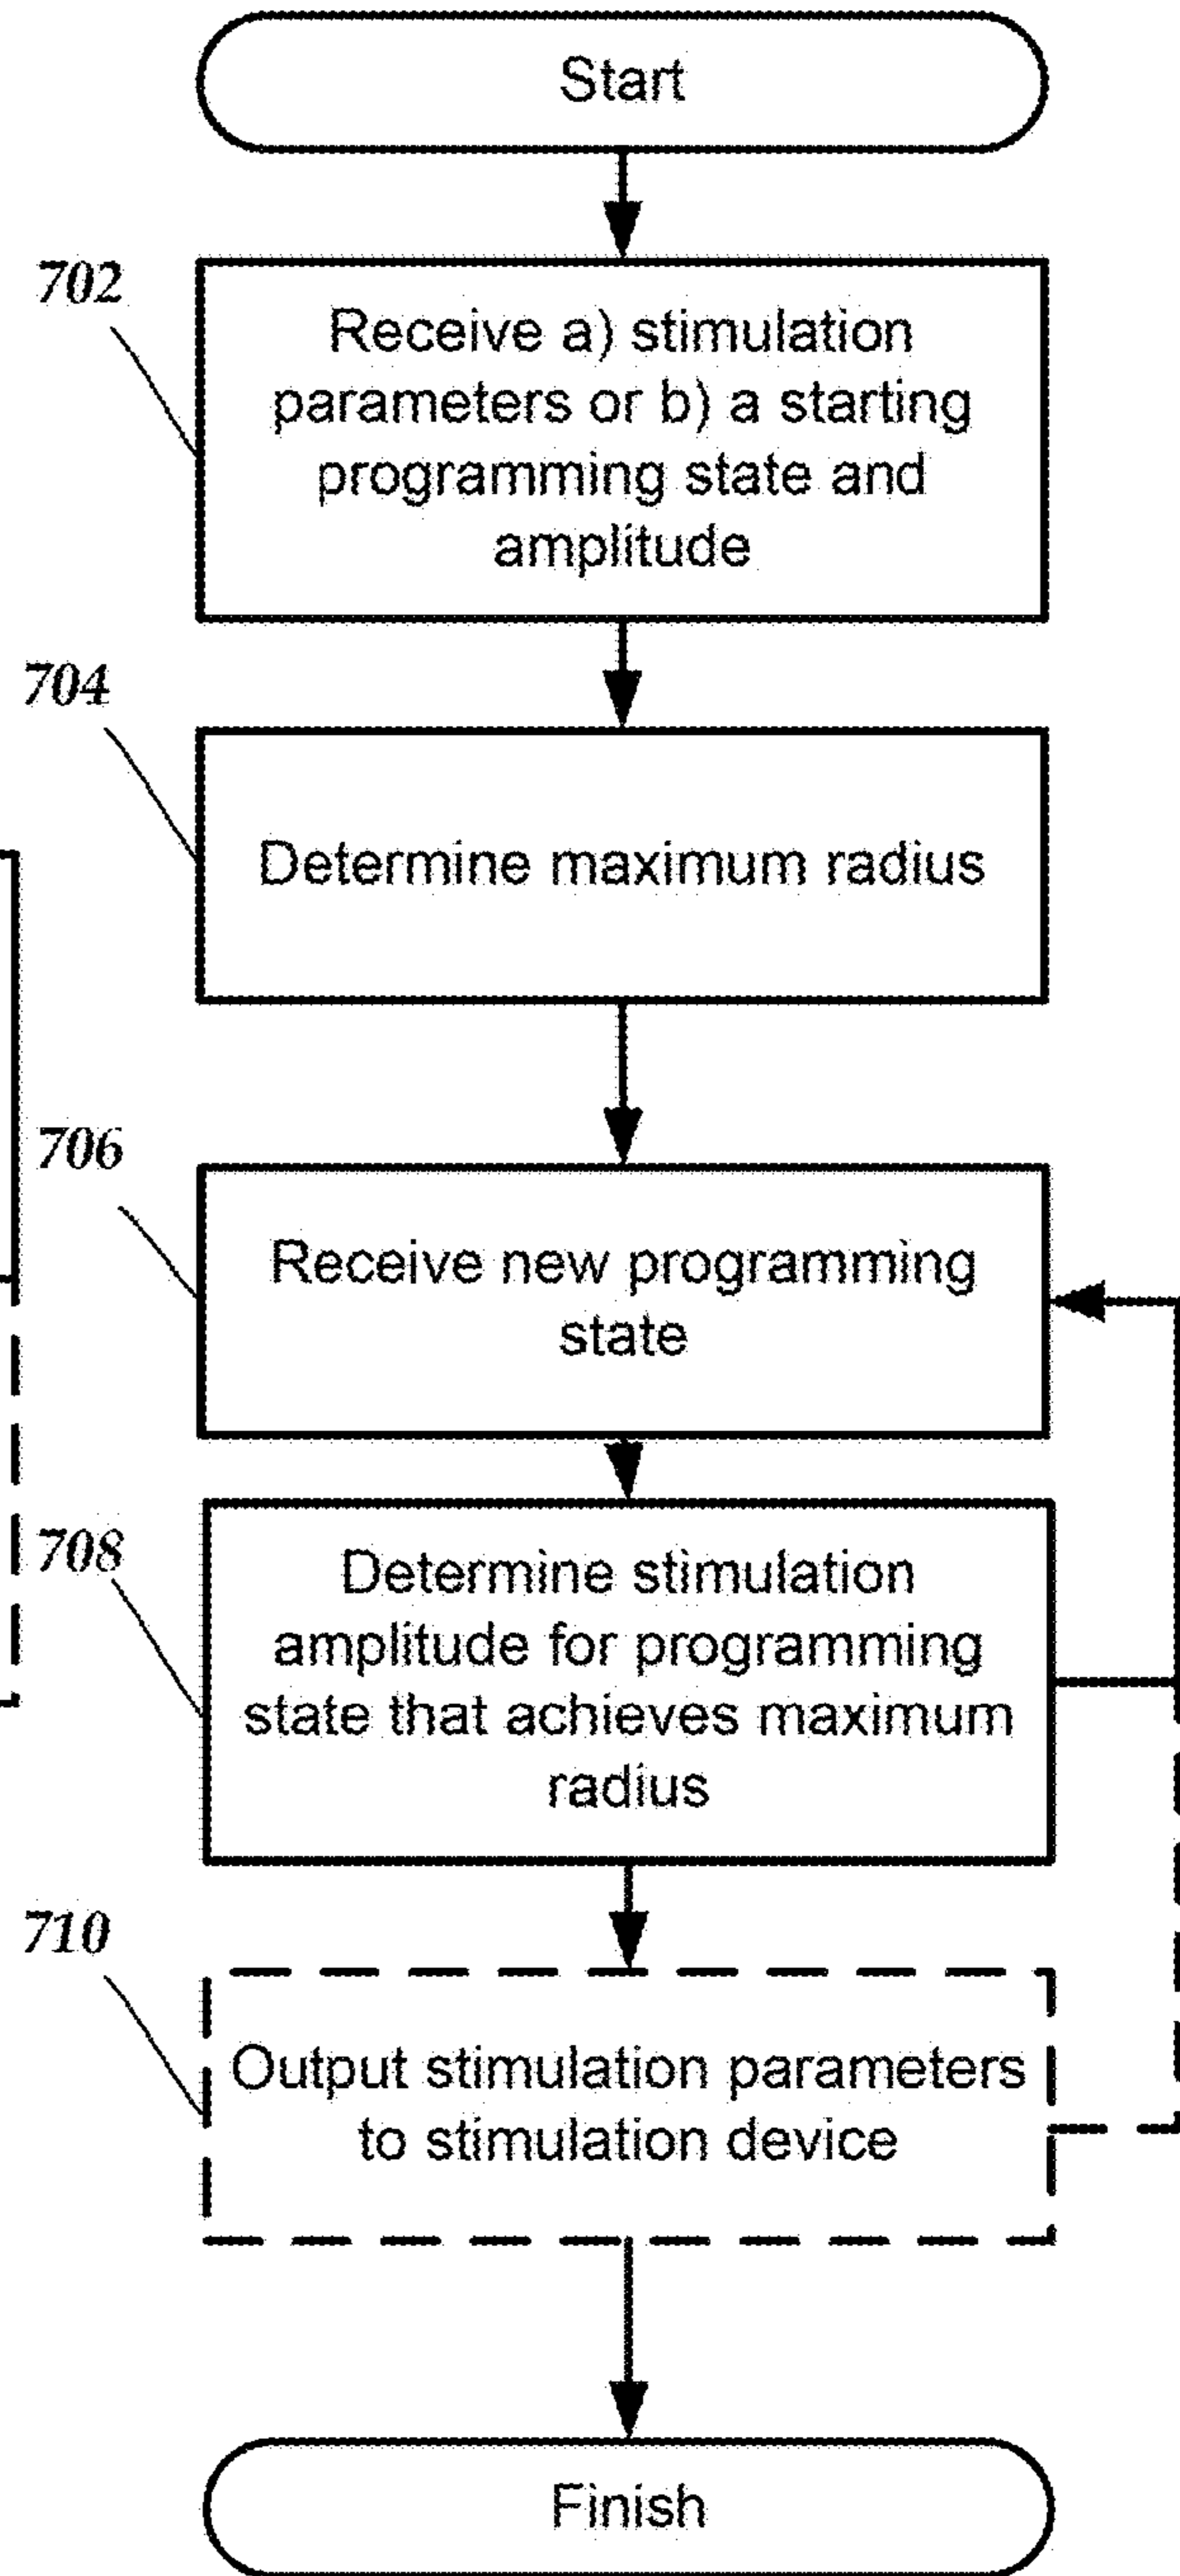 Start
702
Receive a) stimulation
parameters or b) a starting
programming state and
amplitude
704
Determine maximum radius
706
Receive new programming
state
708
Determine stimulation
amplitude for programming
state that achieves maximum
radius
710
Output stimulation parameters
to stimulation device
Finish